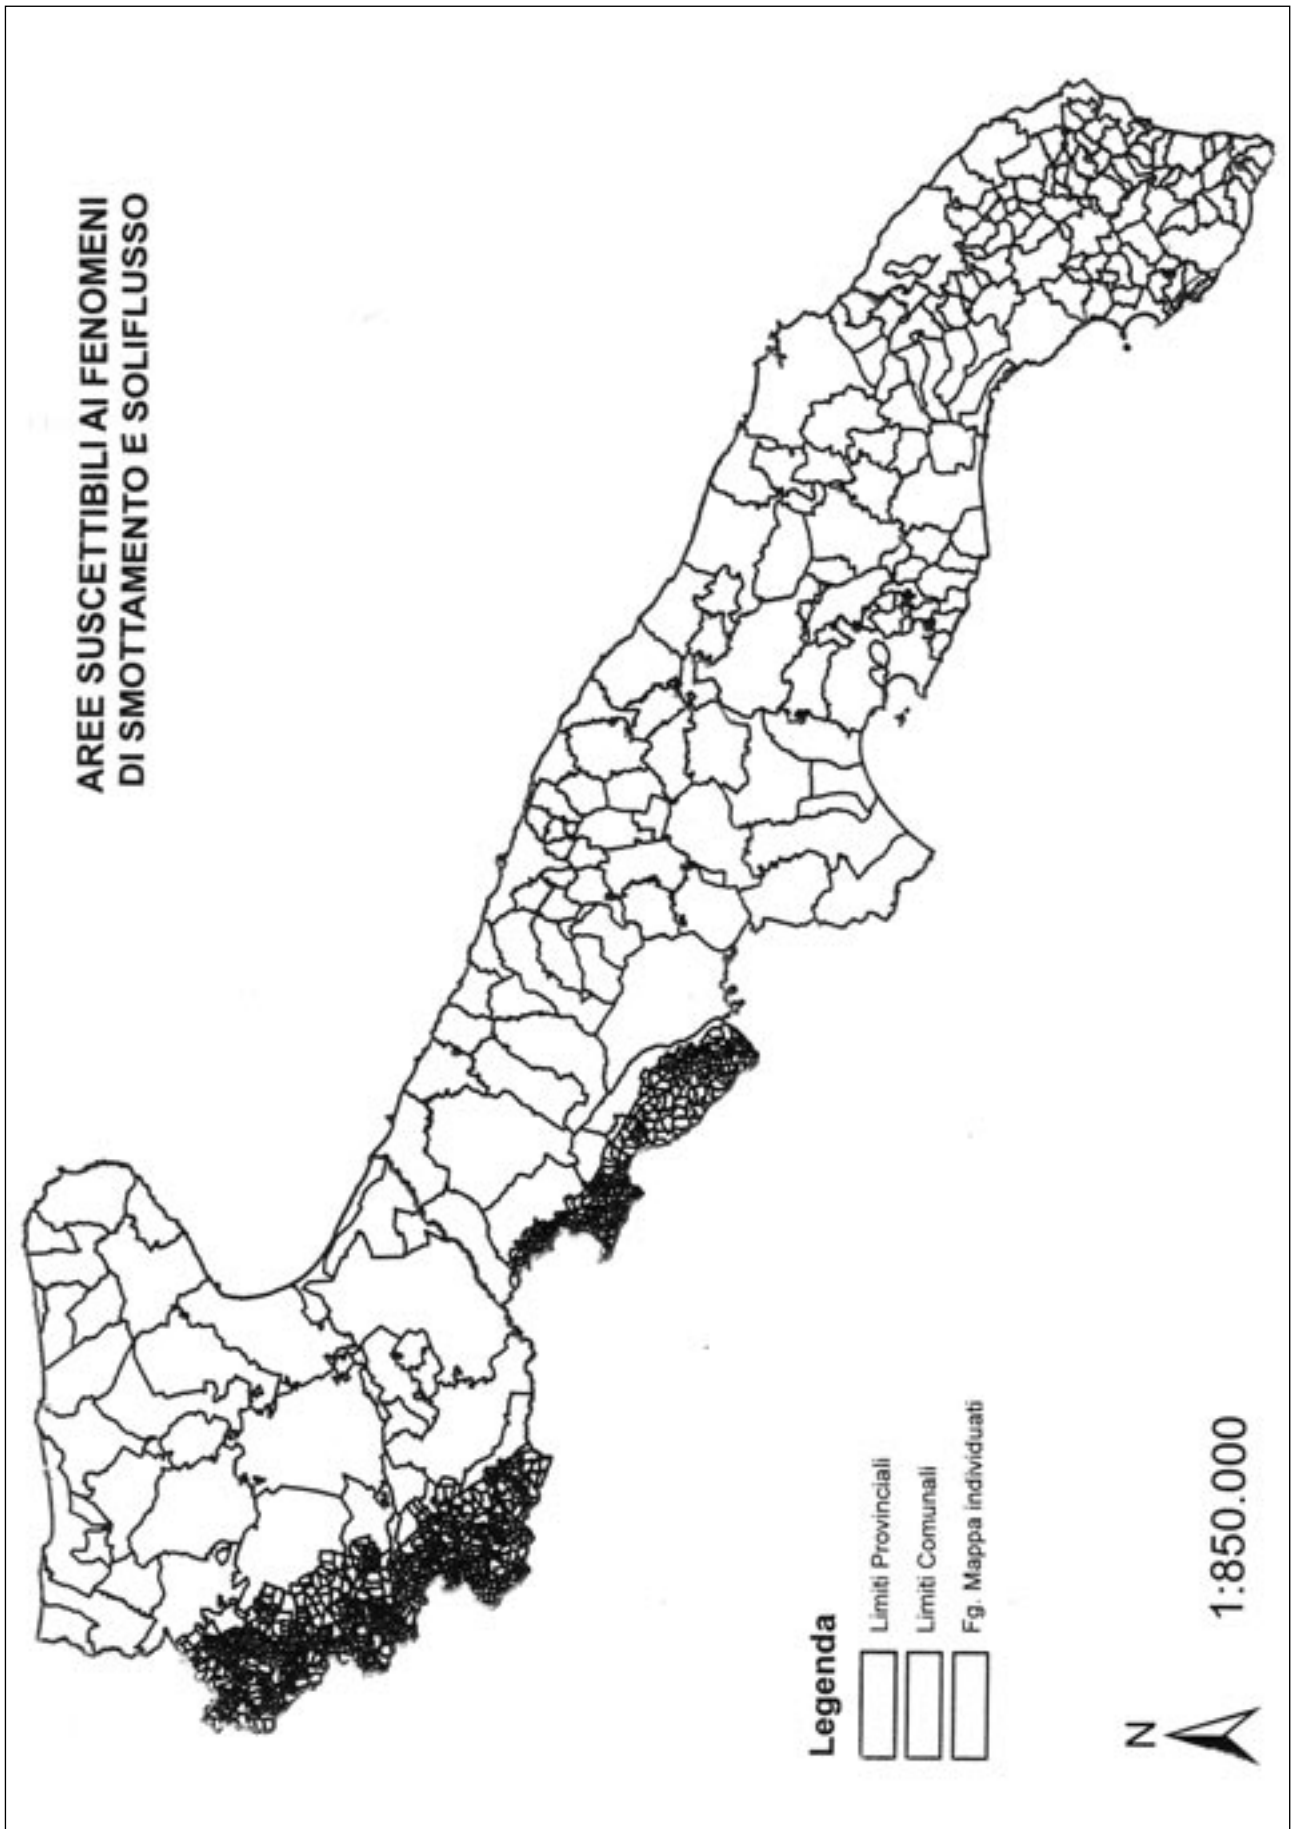 AREE SUSCETTIBILI AI FENOMENI
DI SMOTTAMENTO E SOLIFLUSSO
Legenda
Limiti Provinciali
Limiti Comunali
Fg. Mappa individuati
N
1:850.000